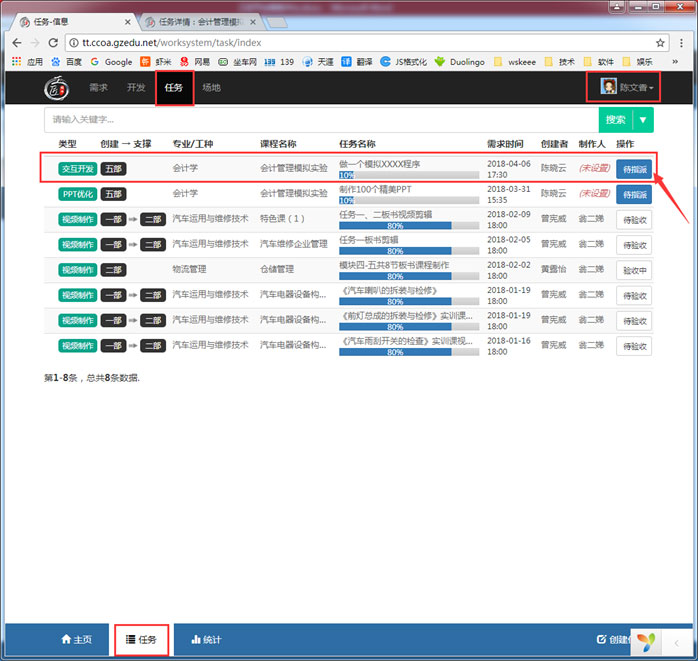 任务-信息
任务详情：会计管理模拟
tt.ccoa.gzedu.net/worksystem/task/index
应用 百度 Google 虾米 网易 坐车网 139 天涯 翻译 JS格式化 Duolingo wskeee 技术 软件 娱乐 »
需求 开发 任务 场地 陈文香
请输入关键字... 搜索
类型 创建 → 支撑 专业/工种 课程名称 任务名称 需求时间 创建者 制作人 操作
交互开发 五部 会计学 会计管理模拟实验 做一个模拟XXXX程序 10% 2018-04-06 17:30 陈晓云 (未设置) 待指派
PPT优化 五部 会计学 会计管理模拟实验 制作100个精美PPT 10% 2018-03-31 15:35 陈晓云 (未设置) 待指派
视频制作 一部 二部 汽车运用与维修技术 特色课（1） 任务一、二板书视频剪辑 80% 2018-02-09 18:00 曾宪威 翁二娣 待验收
视频制作 一部 二部 汽车运用与维修技术 汽车维修企业管理 任务一板书剪辑 80% 2018-02-05 18:00 曾宪威 翁二娣 待验收
视频制作 二部 物流管理 仓储管理 模块四-五共8节板书课程制作 80% 2018-02-02 18:00 黄露怡 翁二娣 验收中
视频制作 一部 二部 汽车运用与维修技术 汽车电器设备构... 《汽车喇叭的拆装与检修》 80% 2018-01-19 18:00 曾宪威 翁二娣 待验收
视频制作 一部 二部 汽车运用与维修技术 汽车电器设备构... 《前灯总成的拆装与检修》实训课... 80% 2018-01-19 18:00 曾宪威 翁二娣 待验收
视频制作 一部 二部 汽车运用与维修技术 汽车电器设备构... 《汽车雨刮开关的检查》实训课视... 80% 2018-01-16 18:00 曾宪威 翁二娣 待验收
第1-8条，总共8条数据.
主页 任务 统计 创建